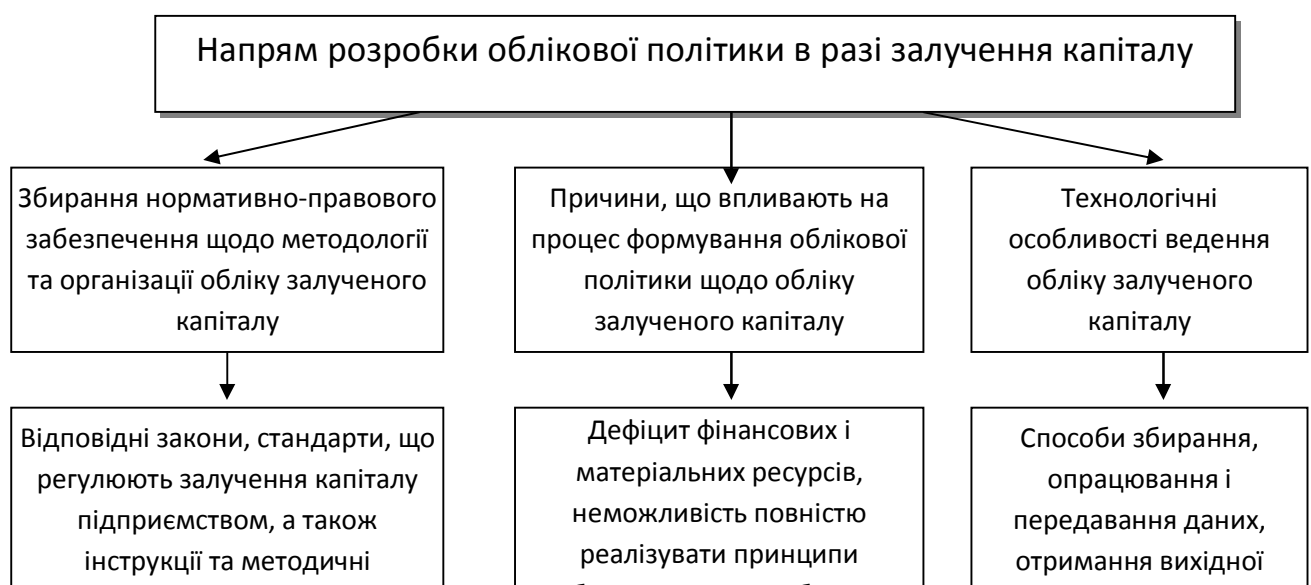 Напрям розробки облікової політики в разі залучення капіталу
Збирання нормативно-правового
забезпечення щодо методології
та організації обліку залученого
капіталу
Причини, що впливають на
процес формування облікової
політики щодо обліку
залученого капіталу
Технологічні
особливості ведення
обліку залученого
капіталу
Відповідні закони, стандарти, що
регулюють залучення капіталу
підприємством, а також
інструкції та методичні
Дефіцит фінансових і
матеріальних ресурсів,
неможливість повністю
реалізувати принципи
Способи збирання,
опрацювання і
передавання даних,
отримання вихідної